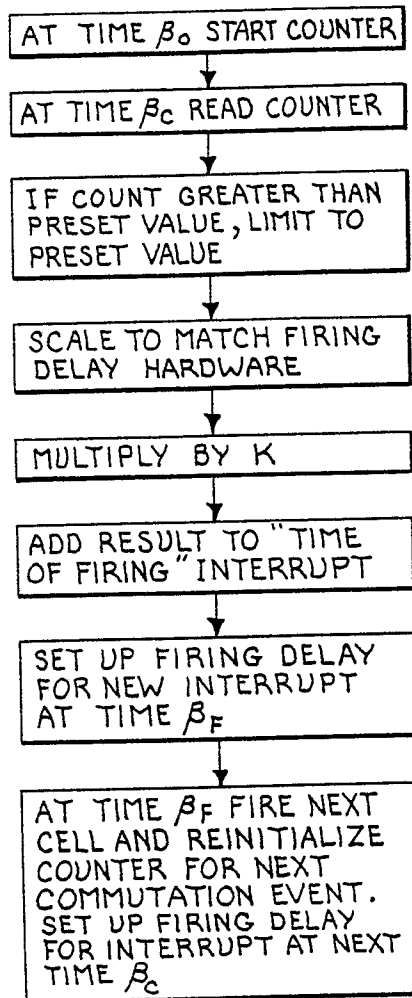 AT TIME βo START COUNTER
AT TIME βC READ COUNTER
IF COUNT GREATER THAN
PRESET VALUE, LIMIT TO
PRESET VALUE
SCALE TO MATCH FIRING
DELAY HARDWARE
MULTIPLY BY K
ADD RESULT TO "TIME
OF FIRING" INTERRUPT
SET UP FIRING DELAY
FOR NEW INTERRUPT
AT TIME βF
AT TIME βF FIRE NEXT
CELL AND REINITIALIZE
COUNTER FOR NEXT
COMMUTATION EVENT.
SET UP FIRING DELAY
FOR INTERRUPT AT NEXT
TIME βC